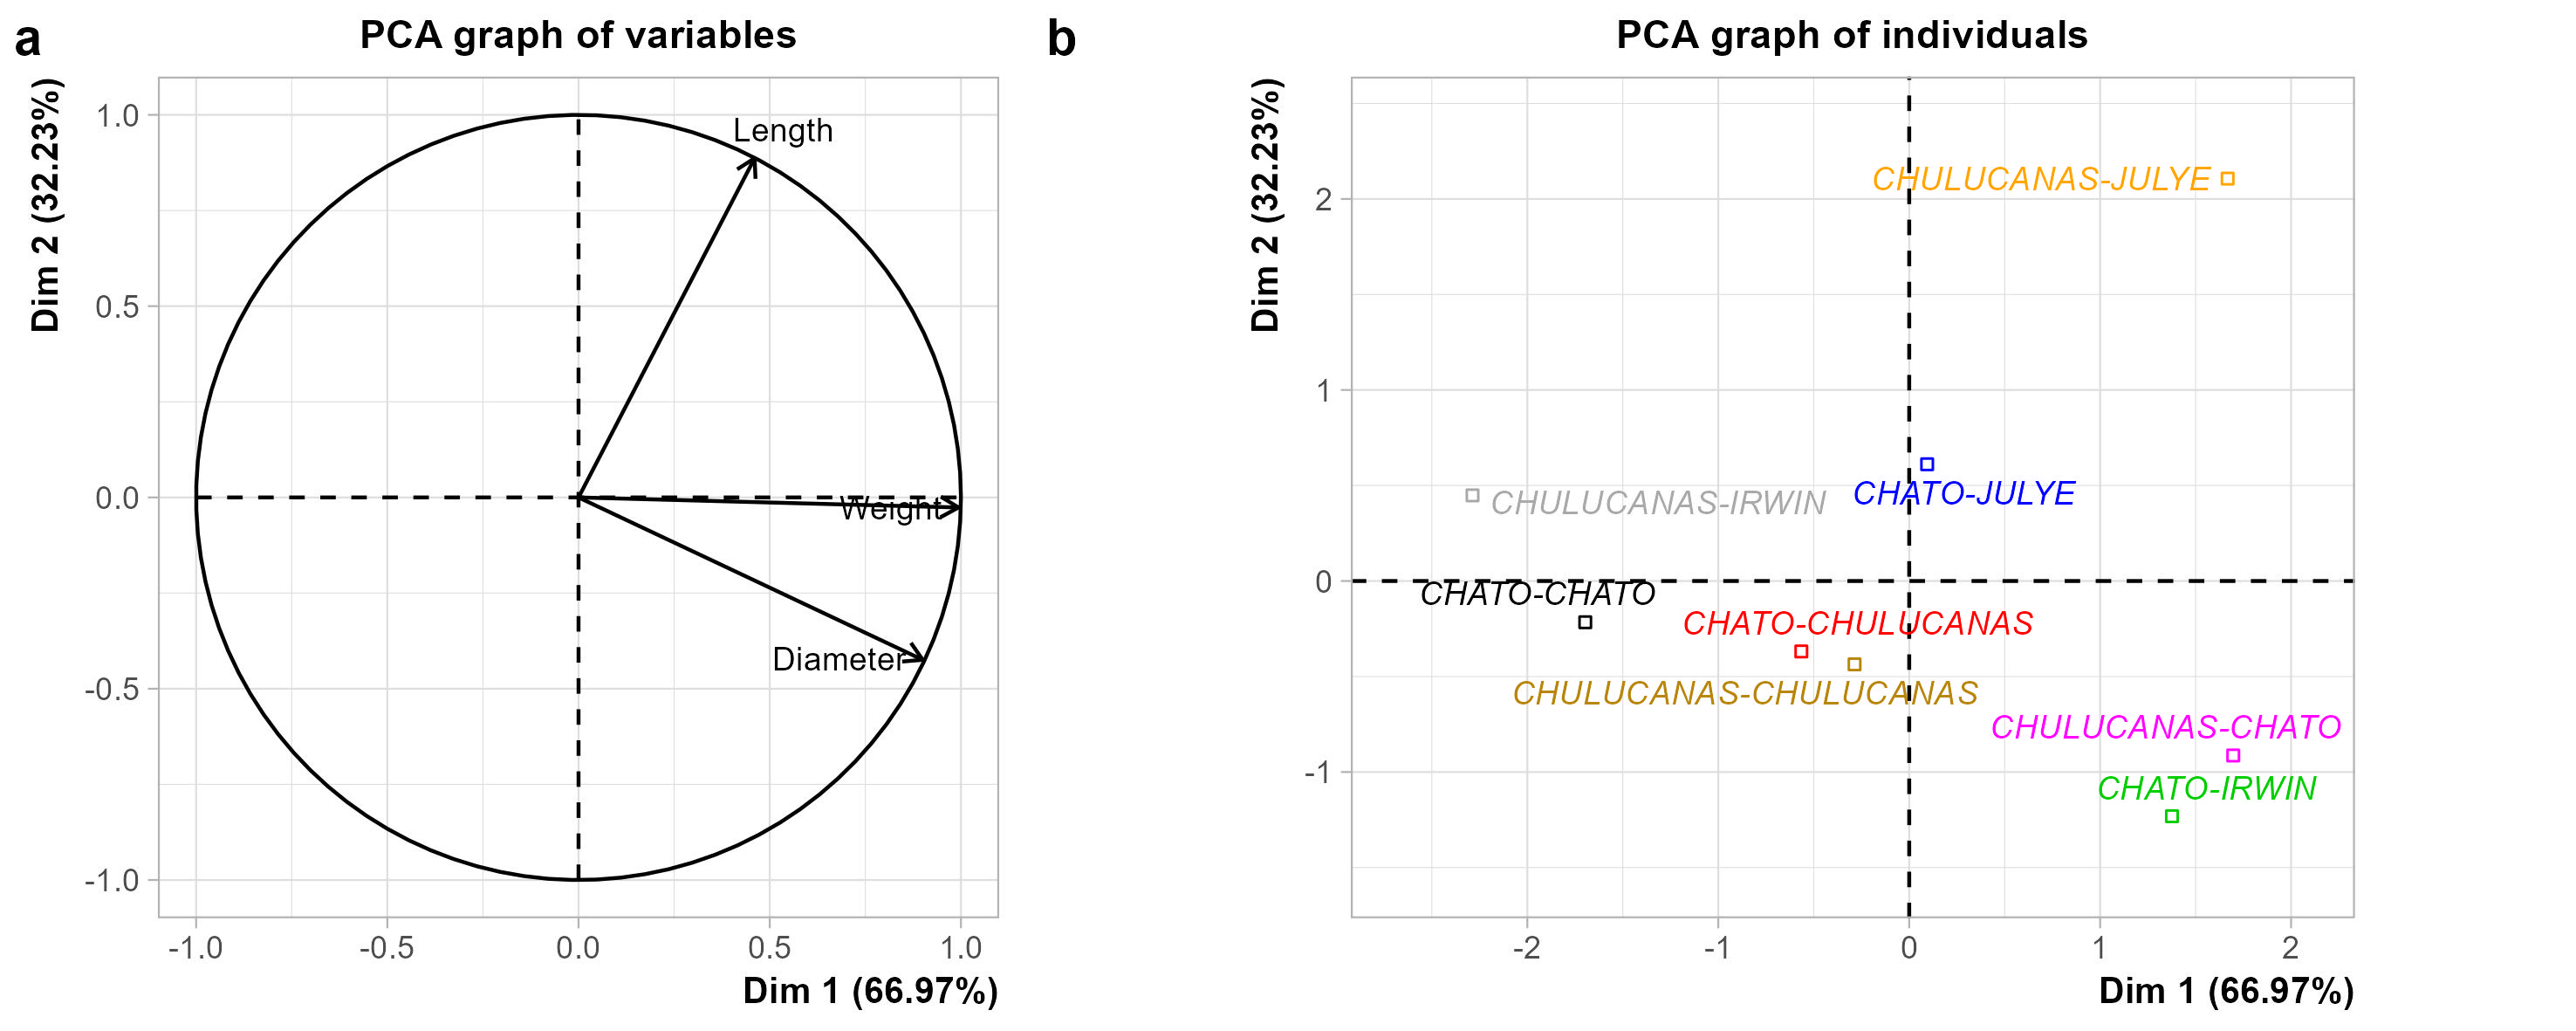 a
PCA graph of variables
Dim 2 (32.23%)
1.0
0.5
0.0
-0.5
-1.0
Length
Weight
Diameter
-1.0 -0.5 0.0 0.5 1.0
Dim 1 (66.97%)
b
PCA graph of individuals
Dim 2 (32.23%)
2
1
0
-1
CHULUCANAS-JULYE
CHATO-JULYE
CHULUCANAS-IRWIN
CHATO-CHATO
CHATO-CHULUCANAS
CHULUCANAS-CHULUCANAS
CHULUCANAS-CHATO
CHATO-IRWIN
-2 -1 0 1 2
Dim 1 (66.97%)